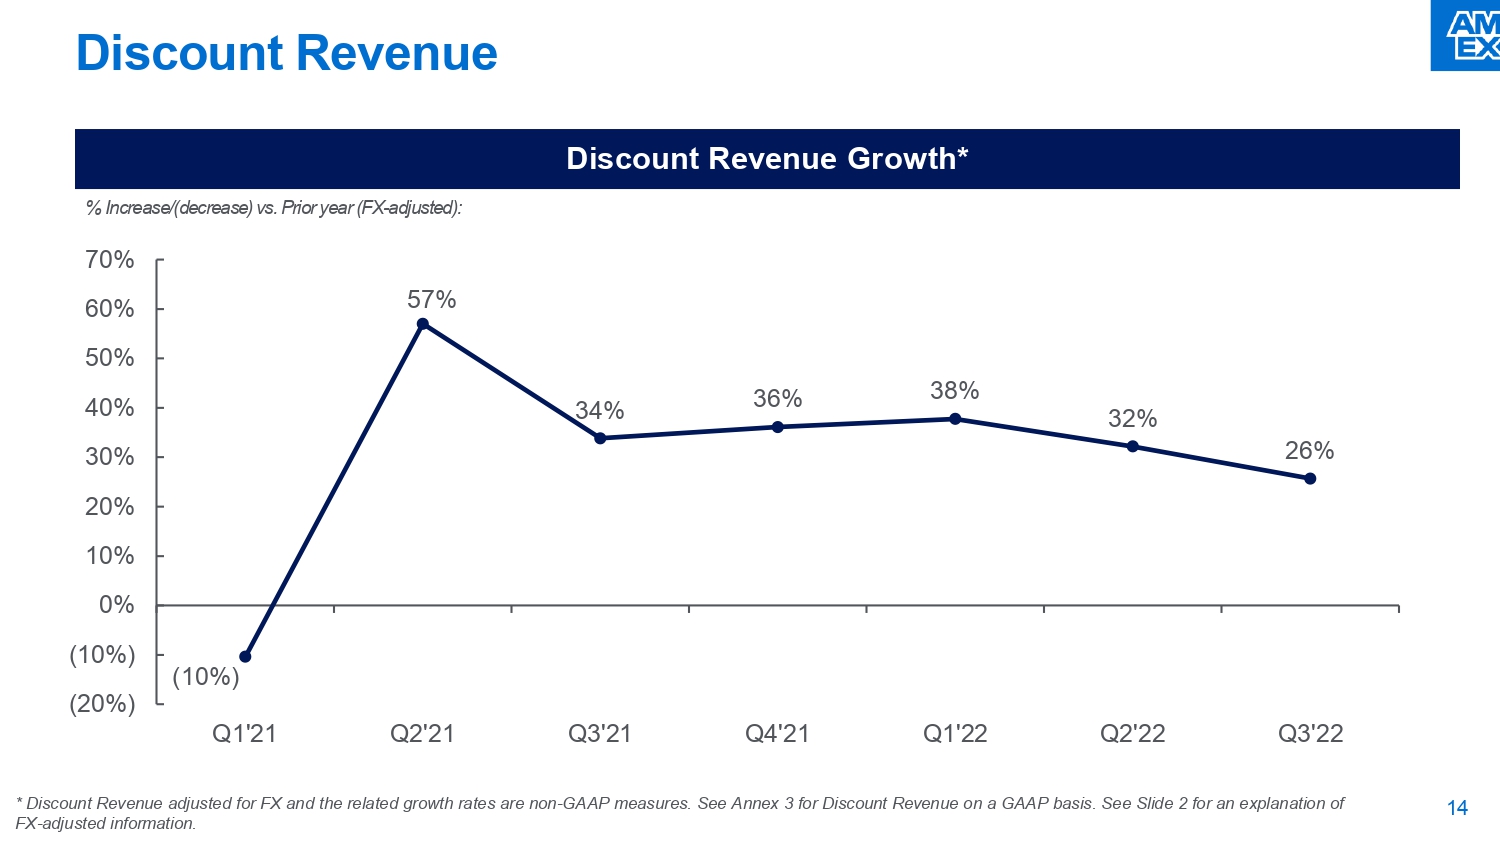 Discount Revenue
AM
EX
Discount Revenue Growth*
% Increase/(decrease) vs. Prior year (FX-adjusted):
70%
60%
50%
40%
30%
20%
10%
0%
(10%)
(20%)
(10%)
57%
34%
36%
38%
32%
26%
Q1'21
Q2'21
Q3'21
Q4'21
Q1'22
Q2'22
Q3'22
* Discount Revenue adjusted for FX and the related growth rates are non-GAAP measures. See Annex 3 for Discount Revenue on a GAAP basis. See Slide 2 for an explanation of
FX-adjusted information.
14